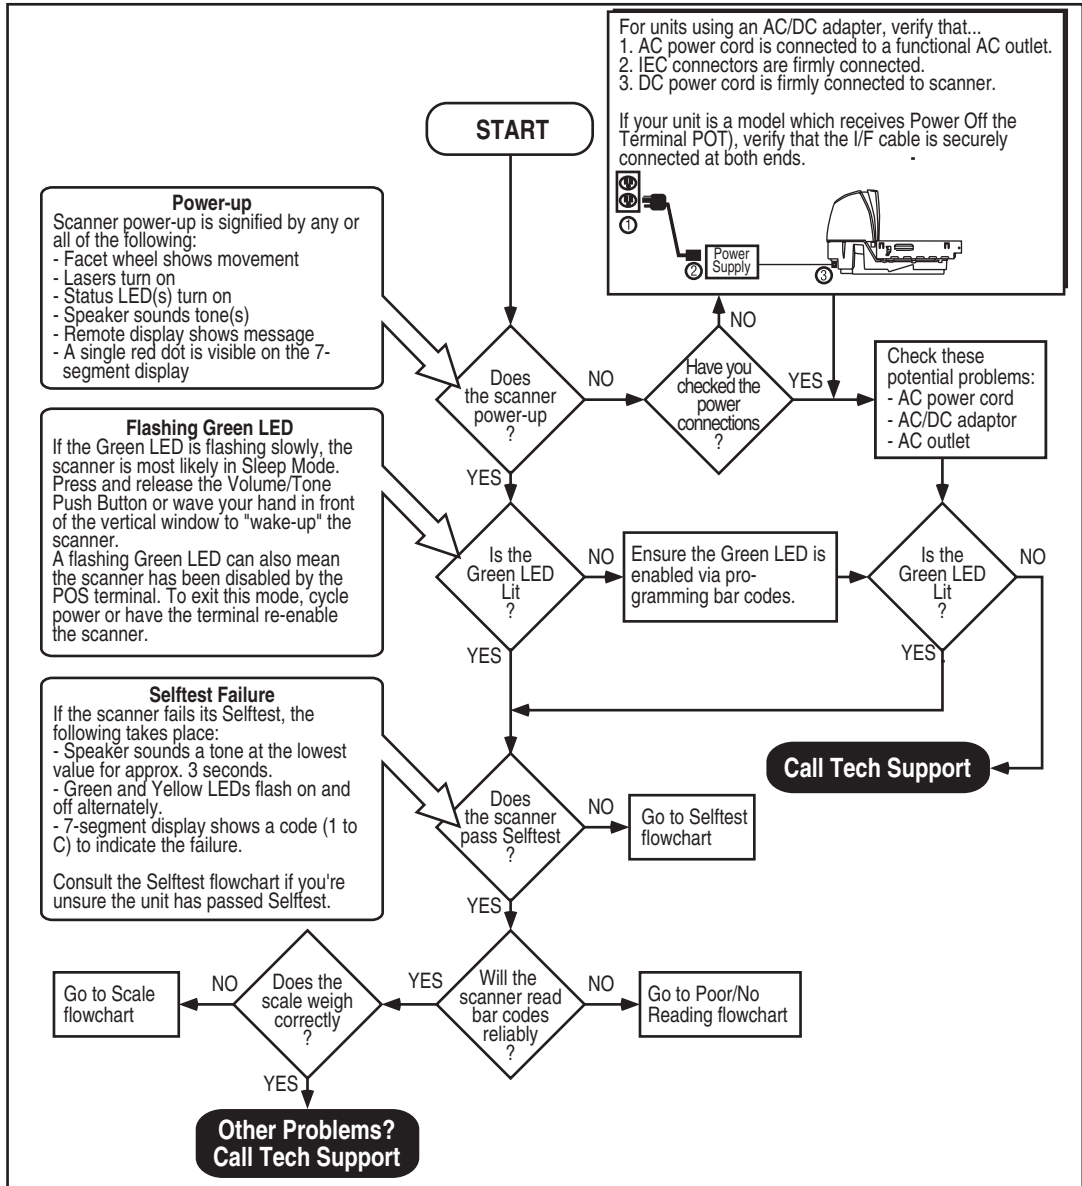 For units using an AC/DC adapter, verify that...
1. AC power cord is connected to a functional AC outlet.
2. IEC connectors are firmly connected.
3. DC power cord is firmly connected to scanner.
If your unit is a model which receives Power Off the
Terminal POT), verify that the I/F cable is securely
connected at both ends.
1
2
Power
Supply
3
START
Power-up
Scanner power-up is signified by any or
all of the following:
- Facet wheel shows movement
- Lasers turn on
- Status LED(s) turn on
- Speaker sounds tone(s)
- Remote display shows message
- A single red dot is visible on the 7-
segment display
Does
the scanner
power-up
?
NO
YES
Have you
checked the
power
connections
?
NO
YES
Check these
potential problems:
- AC power cord
- AC/DC adaptor
- AC outlet
Flashing Green LED
If the Green LED is flashing slowly, the
scanner is most likely in Sleep Mode.
Press and release the Volume/Tone
Push Button or wave your hand in front
of the vertical window to "wake-up" the
scanner.
A flashing Green LED can also mean
the scanner has been disabled by the
POS terminal. To exit this mode, cycle
power or have the terminal re-enable
the scanner.
Is the
Green LED
Lit
?
NO
YES
Ensure the Green LED is
enabled via pro-
gramming bar codes.
Is the
Green LED
Lit
?
NO
YES
Call Tech Support
Selftest Failure
If the scanner fails its Selftest, the
following takes place:
- Speaker sounds a tone at the lowest
value for approx. 3 seconds.
- Green and Yellow LEDs flash on and
off alternately.
- 7-segment display shows a code (1 to
C) to indicate the failure.
Consult the Selftest flowchart if you're
unsure the unit has passed Selftest.
Does
the scanner
pass Selftest
?
NO
YES
Go to Selftest
flowchart
Will the
scanner read
bar codes
reliably
?
NO
YES
Go to Poor/No
Reading flowchart
Does the
scale weigh
correctly
?
NO
YES
Go to Scale
flowchart
Other Problems?
Call Tech Support